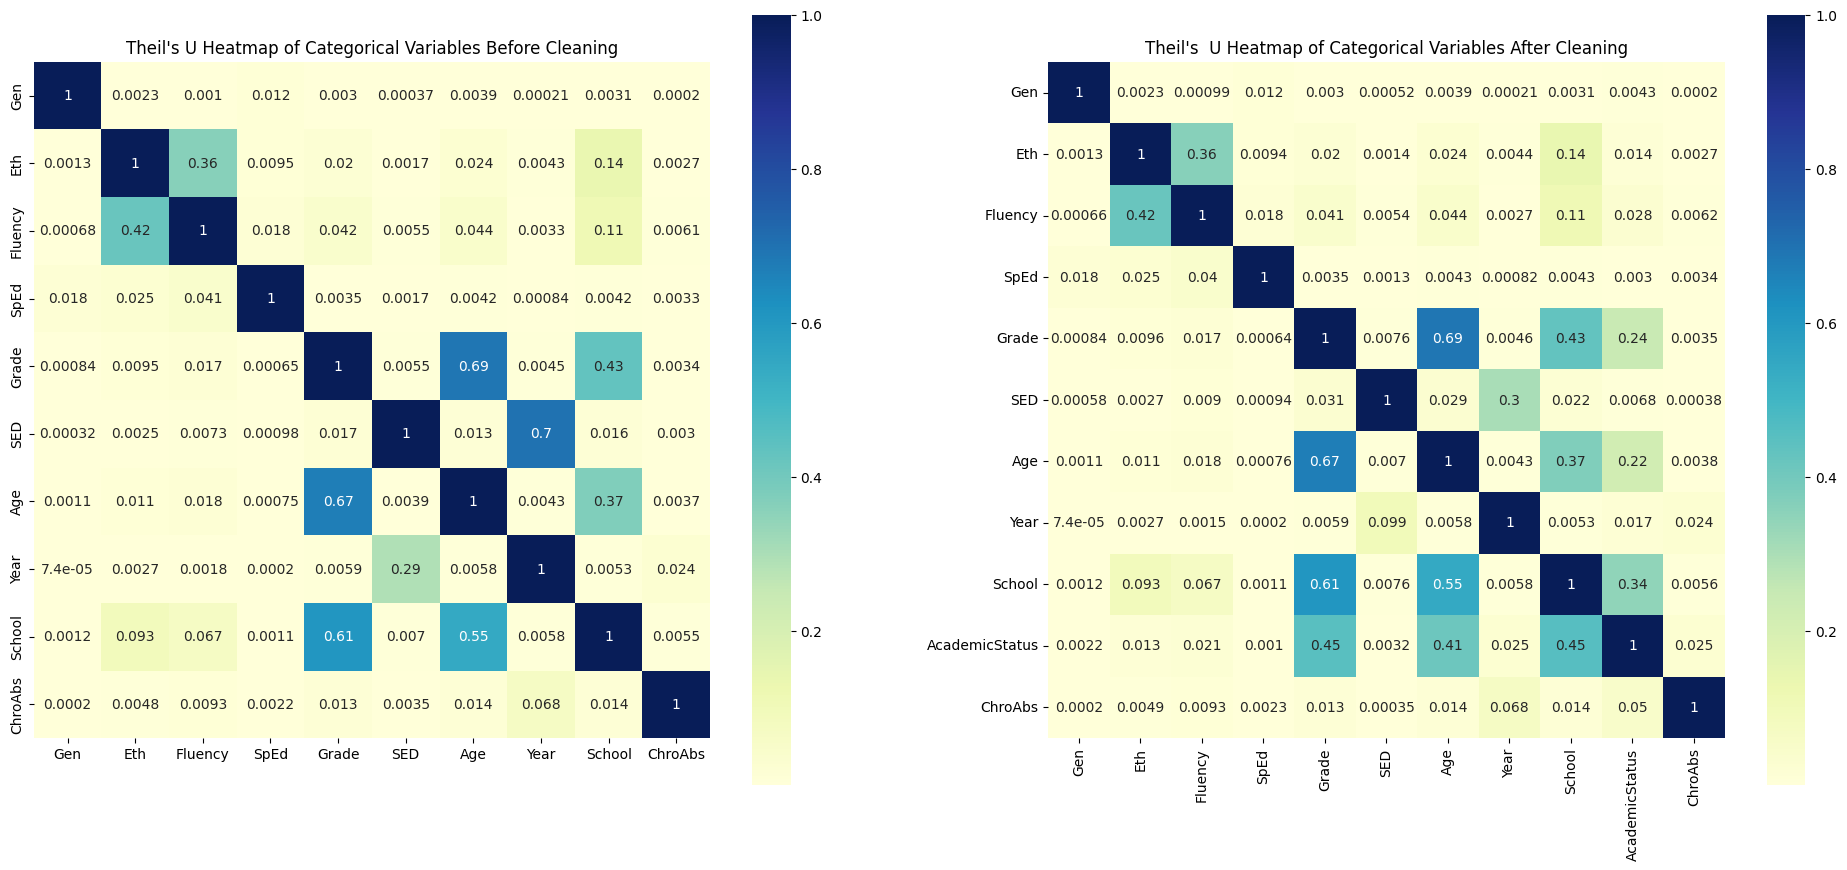 Theil's U Heatmap of Categorical Variables Before Cleaning
Gen 1 0.0023 0.001 0.012 0.003 0.00037 0.0039 0.00021 0.0031 0.0002
Eth 0.0013 1 0.36 0.0095 0.02 0.0017 0.024 0.0043 0.14 0.0027
Fluency 0.00068 0.42 1 0.018 0.042 0.0055 0.044 0.0033 0.11 0.0061
SpEd 0.018 0.025 0.041 1 0.0035 0.0017 0.0042 0.00084 0.0042 0.0033
Grade 0.00084 0.0095 0.017 0.00065 1 0.0055 0.69 0.0045 0.43 0.0034
SED 0.00032 0.0025 0.0073 0.00098 0.017 1 0.013 0.7 0.016 0.003
Age 0.0011 0.011 0.018 0.00075 0.67 0.0039 1 0.0043 0.37 0.0037
Year 7.4e-05 0.0027 0.0018 0.0002 0.0059 0.29 0.0058 1 0.0053 0.024
School 0.0012 0.093 0.067 0.0011 0.61 0.007 0.55 0.0058 1 0.0055
ChroAbs 0.0002 0.0048 0.0093 0.0022 0.013 0.0035 0.014 0.068 0.014 1
Gen Eth Fluency SpEd Grade SED Age Year School ChroAbs
1.0
0.8
0.6
0.4
0.2
Theil's  U Heatmap of Categorical Variables After Cleaning
Gen 1 0.0023 0.00099 0.012 0.003 0.00052 0.0039 0.00021 0.0031 0.0043 0.0002
Eth 0.0013 1 0.36 0.0094 0.02 0.0014 0.024 0.0044 0.14 0.014 0.0027
Fluency 0.00066 0.42 1 0.018 0.041 0.0054 0.044 0.0027 0.11 0.028 0.0062
SpEd 0.018 0.025 0.04 1 0.0035 0.0013 0.0043 0.00082 0.0043 0.003 0.0034
Grade 0.00084 0.0096 0.017 0.00064 1 0.0076 0.69 0.0046 0.43 0.24 0.0035
SED 0.00058 0.0027 0.009 0.00094 0.031 1 0.029 0.3 0.022 0.0068 0.00038
Age 0.0011 0.011 0.018 0.00076 0.67 0.007 1 0.0043 0.37 0.22 0.0038
Year 7.4e-05 0.0027 0.0015 0.0002 0.0059 0.099 0.0058 1 0.0053 0.017 0.024
School 0.0012 0.093 0.067 0.0011 0.61 0.0076 0.55 0.0058 1 0.34 0.0056
AcademicStatus 0.0022 0.013 0.021 0.001 0.45 0.0032 0.41 0.025 0.45 1 0.025
ChroAbs 0.0002 0.0049 0.0093 0.0023 0.013 0.00035 0.014 0.068 0.014 0.05 1
Gen Eth Fluency SpEd Grade SED Age Year School AcademicStatus ChroAbs
1.0
0.8
0.6
0.4
0.2